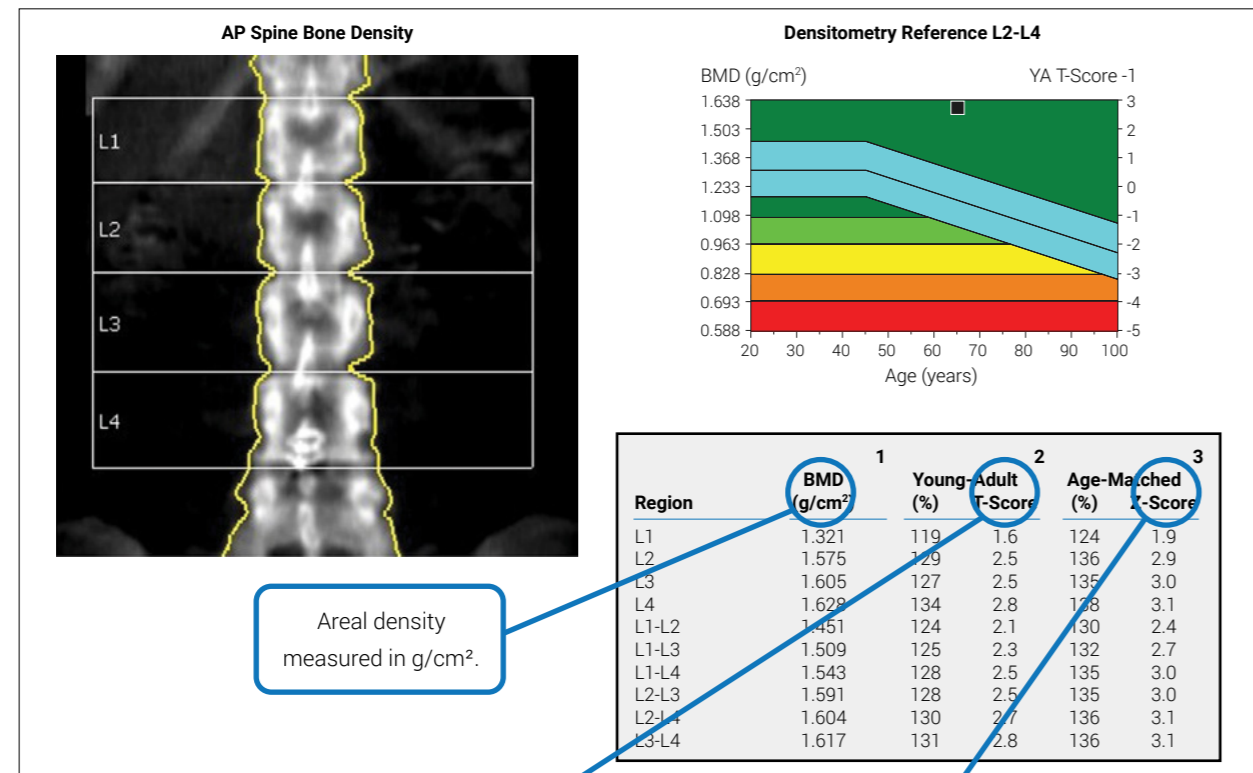 AP Spine Bone Density
L1
L2
L3
L4
Densitometry Reference L2-L4
BMD (g/cm²) YA T-Score -1
1.638 3
1.503 2
1.368 1
1.233 0
1.098 -1
0.963 -2
0.828 -3
0.693 -4
0.588 -5
20 30 40 50 60 70 80 90 100
Age (years)
1 2 3
BMD Young-Adult Age-Matched
Region (g/cm²) (%) T-Score (%) Z-Score
L1 1.321 119 1.6 124 1.9
L2 1.575 129 2.5 136 2.9
L3 1.605 127 2.5 135 3.0
L4 1.628 134 2.8 138 3.1
L1-L2 1.451 124 2.1 130 2.4
L1-L3 1.509 125 2.3 132 2.7
L1-L4 1.543 128 2.5 135 3.0
L2-L3 1.591 128 2.5 135 3.0
L2-L4 1.604 130 2.7 136 3.1
L3-L4 1.617 131 2.8 136 3.1
Areal density
measured in g/cm².